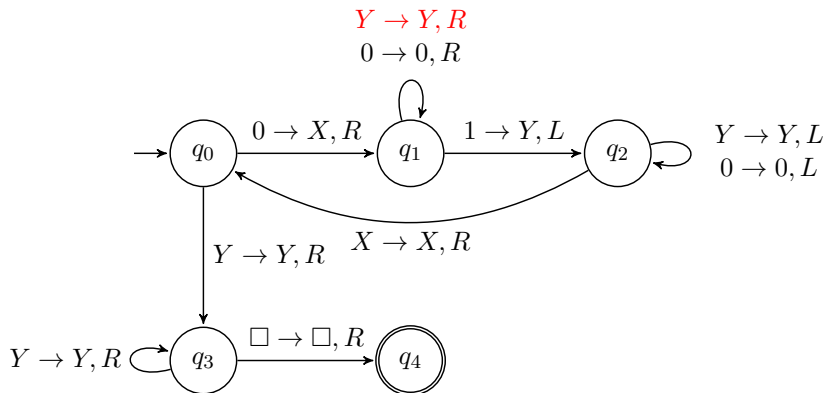 Y → Y, R
0 → 0, R
q0
0 → X, R
q1
1 → Y, L
q2
Y → Y, L
0 → 0, L
X → X, R
Y → Y, R
Y → Y, R
q3
□ → □, R
q4